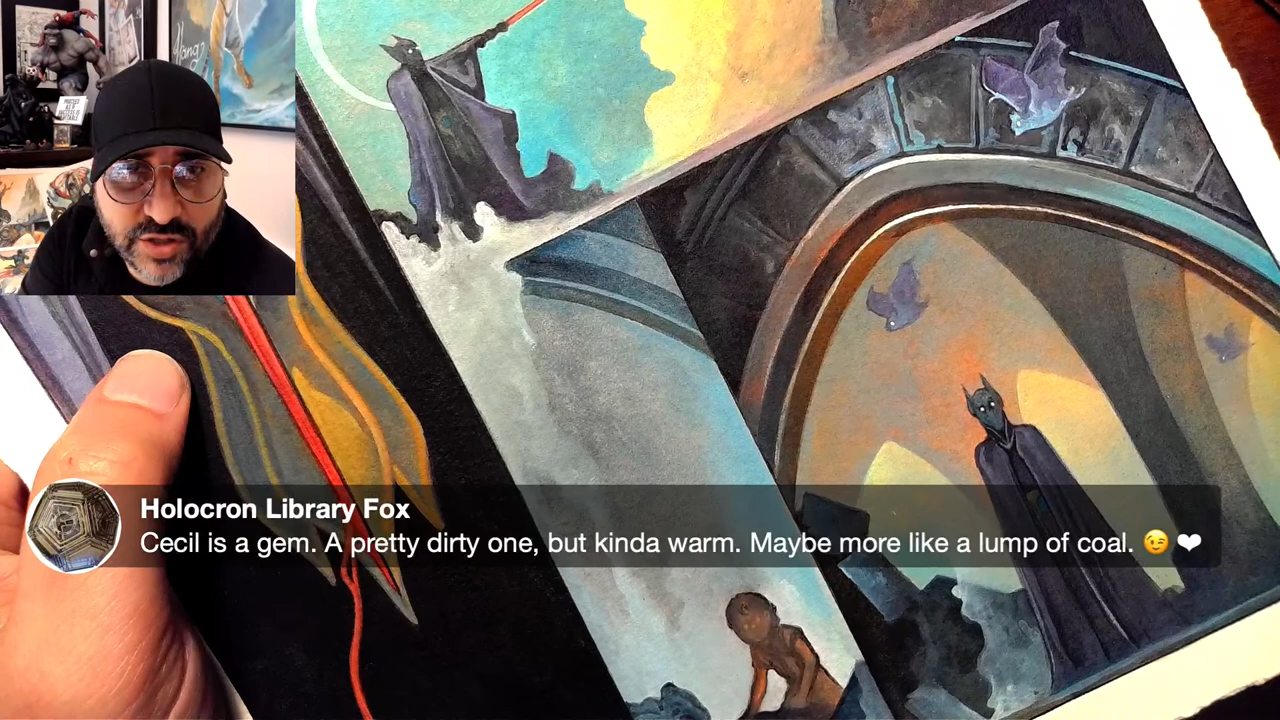 Holocron Library Fox
Cecil is a gem. A pretty dirty one, but kinda warm. Maybe more like a lump of coal. 😉❤